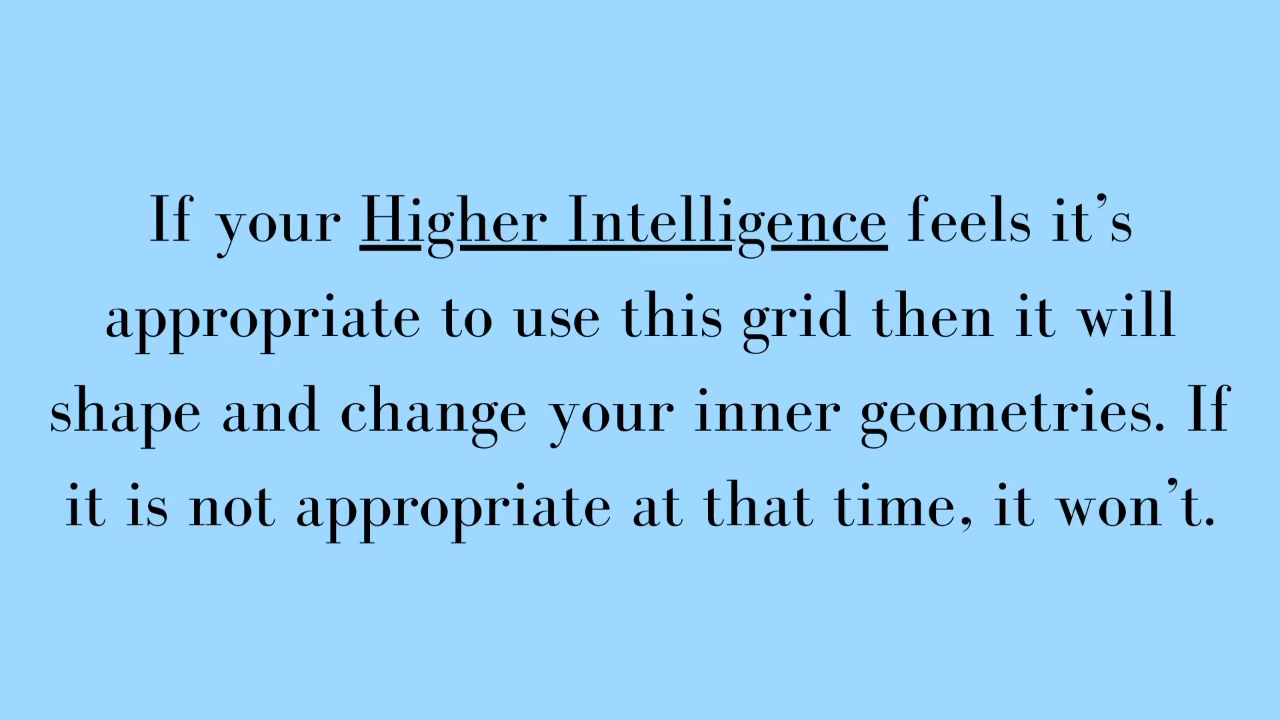 If your Higher Intelligence feels it’s
appropriate to use this grid then it will
shape and change your inner geometries. If
it is not appropriate at that time, it won’t.